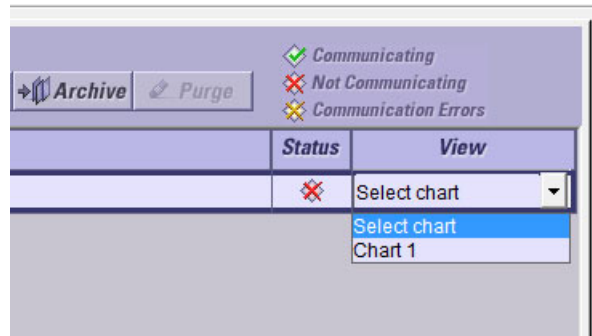 Communicating
Archive Purge Not Communicating
Communication Errors
Status View
Select chart
Select chart
Chart 1